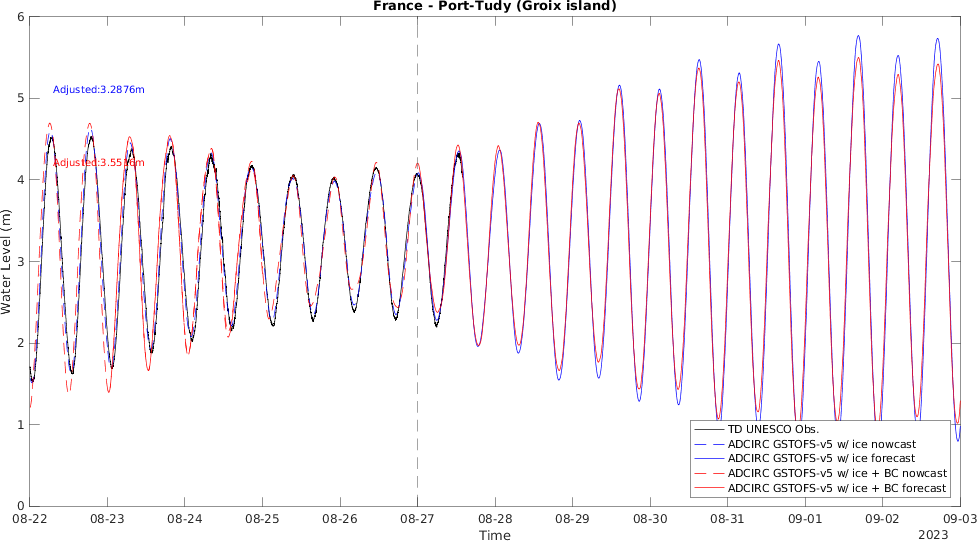 France - Port-Tudy (Groix island)
6
5
4
3
2
1
0
Water Level (m)
Adjusted:3.2876m
Adjusted:3.5516m
TD UNESCO Obs.
ADCIRC GSTOFS-v5 w/ ice nowcast
ADCIRC GSTOFS-v5 w/ ice forecast
ADCIRC GSTOFS-v5 w/ ice + BC nowcast
ADCIRC GSTOFS-v5 w/ ice + BC forecast
08-22 08-23 08-24 08-25 08-26 08-27 08-28 08-29 08-30 08-31 09-01 09-02 09-03
Time
2023